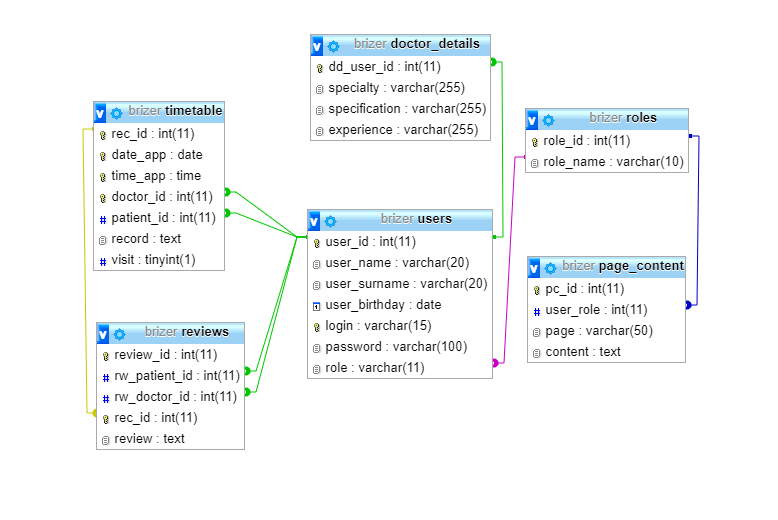 v brizer doctor_details
dd_user_id : int(11)
specialty : varchar(255)
specification : varchar(255)
experience : varchar(255)
v brizer timetable
rec_id : int(11)
date_app : date
time_app : time
doctor_id : int(11)
# patient_id : int(11)
record : text
# visit : tinyint(1)
v brizer roles
role_id : int(11)
role_name : varchar(10)
v brizer users
user_id : int(11)
user_name : varchar(20)
user_surname : varchar(20)
user_birthday : date
login : varchar(15)
password : varchar(100)
role : varchar(11)
v brizer page_content
pc_id : int(11)
# user_role : int(11)
page : varchar(50)
content : text
v brizer reviews
review_id : int(11)
# rw_patient_id : int(11)
# rw_doctor_id : int(11)
rec_id : int(11)
review : text